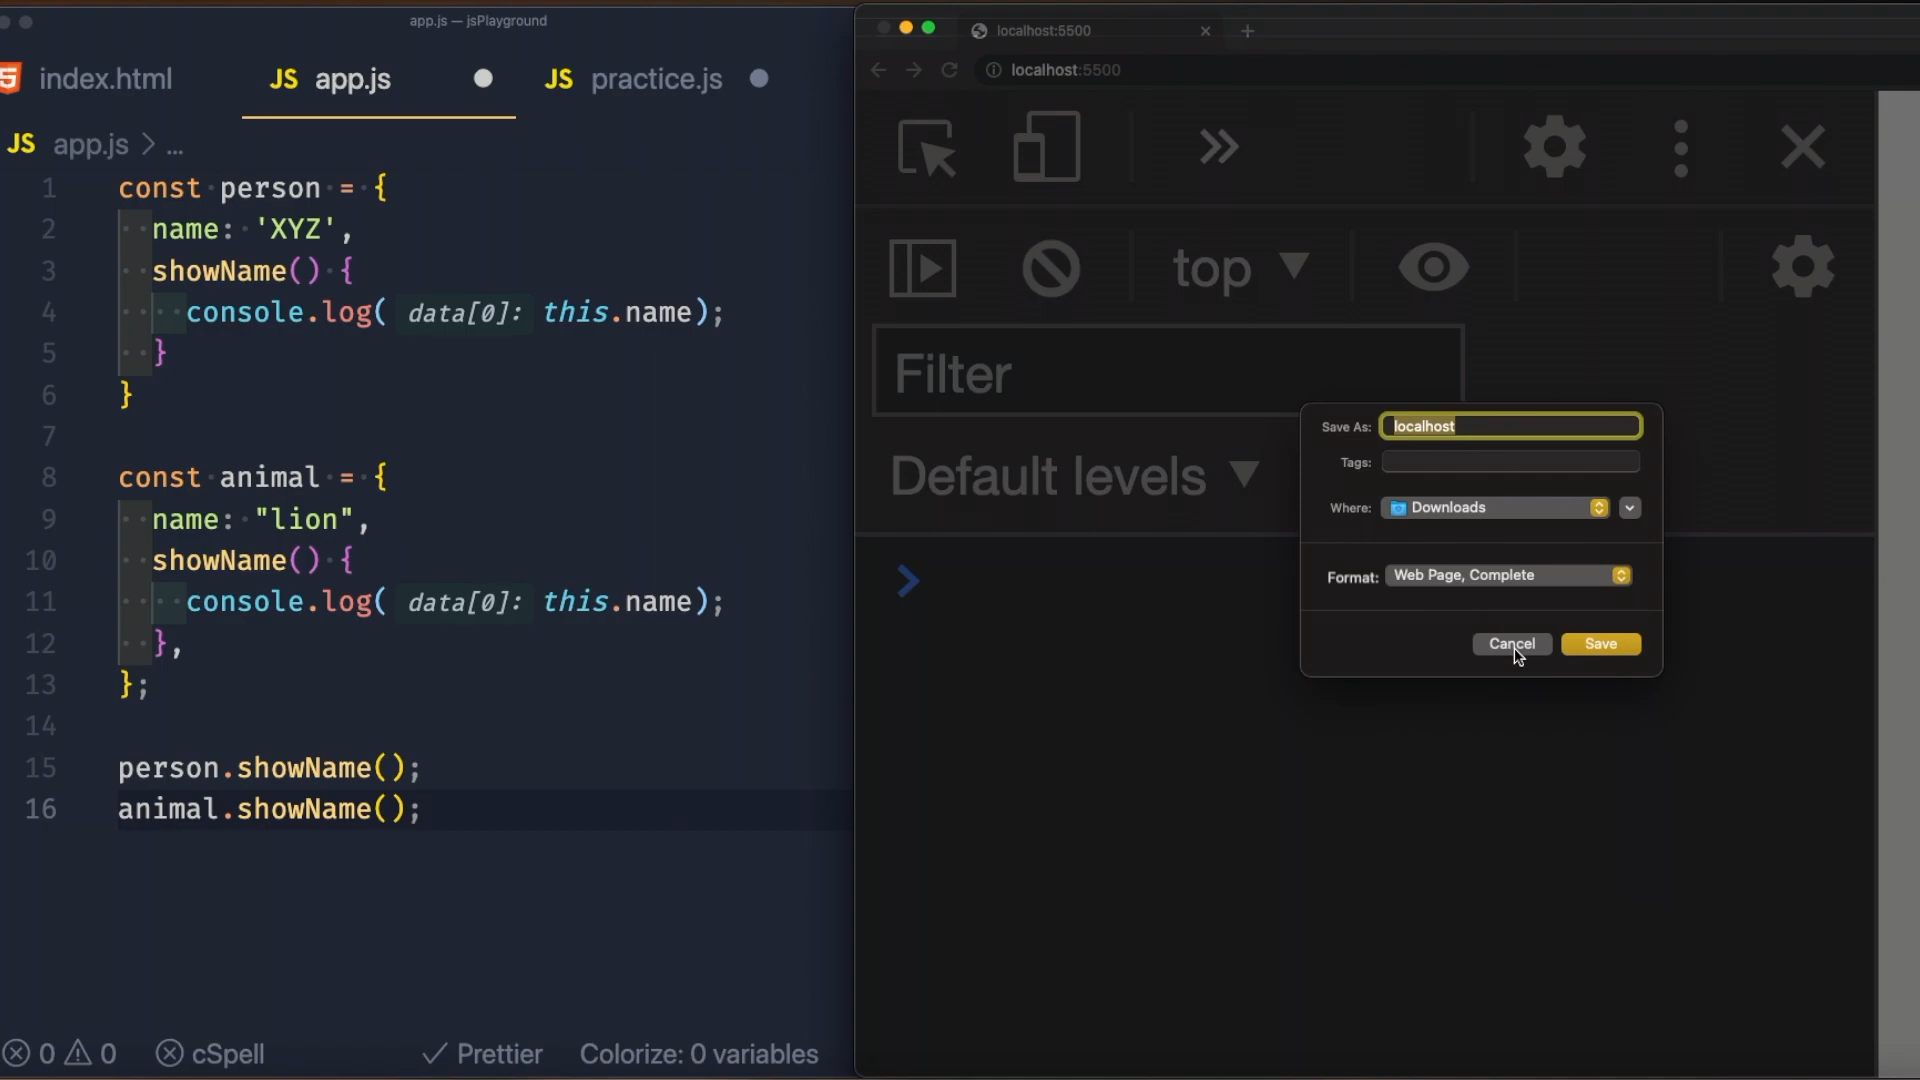 app.js — jsPlayground
index.html
JS app.js
JS practice.js
JS app.js > ...
1 const person = {
2 name: 'XYZ',
3 showName() {
4 console.log( data[0]: this.name);
5 }
6 }
7
8 const animal = {
9 name: "lion",
10 showName() {
11 console.log( data[0]: this.name);
12 },
13 };
14
15 person.showName();
16 animal.showName();
0 0 cSpell Prettier Colorize: 0 variables
localhost:5500
localhost:5500
top
Filter
Default levels
Save As: localhost
Tags:
Where: Downloads
Format: Web Page, Complete
Cancel Save